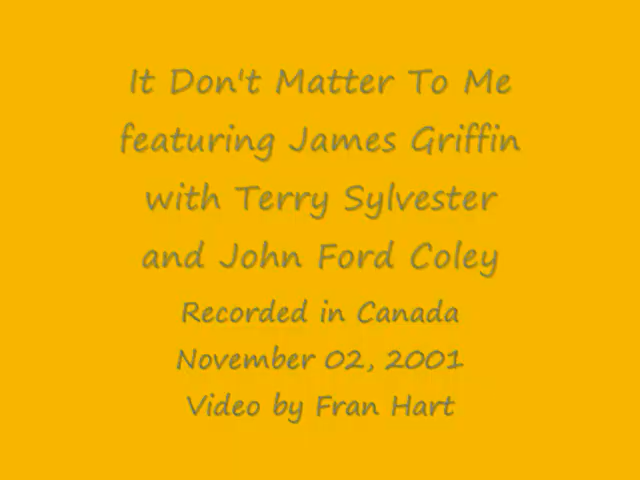 It Don't Matter To Me
featuring James Griffin
with Terry Sylvester
and John Ford Coley
Recorded in Canada
November 02, 2001
Video by Fran Hart